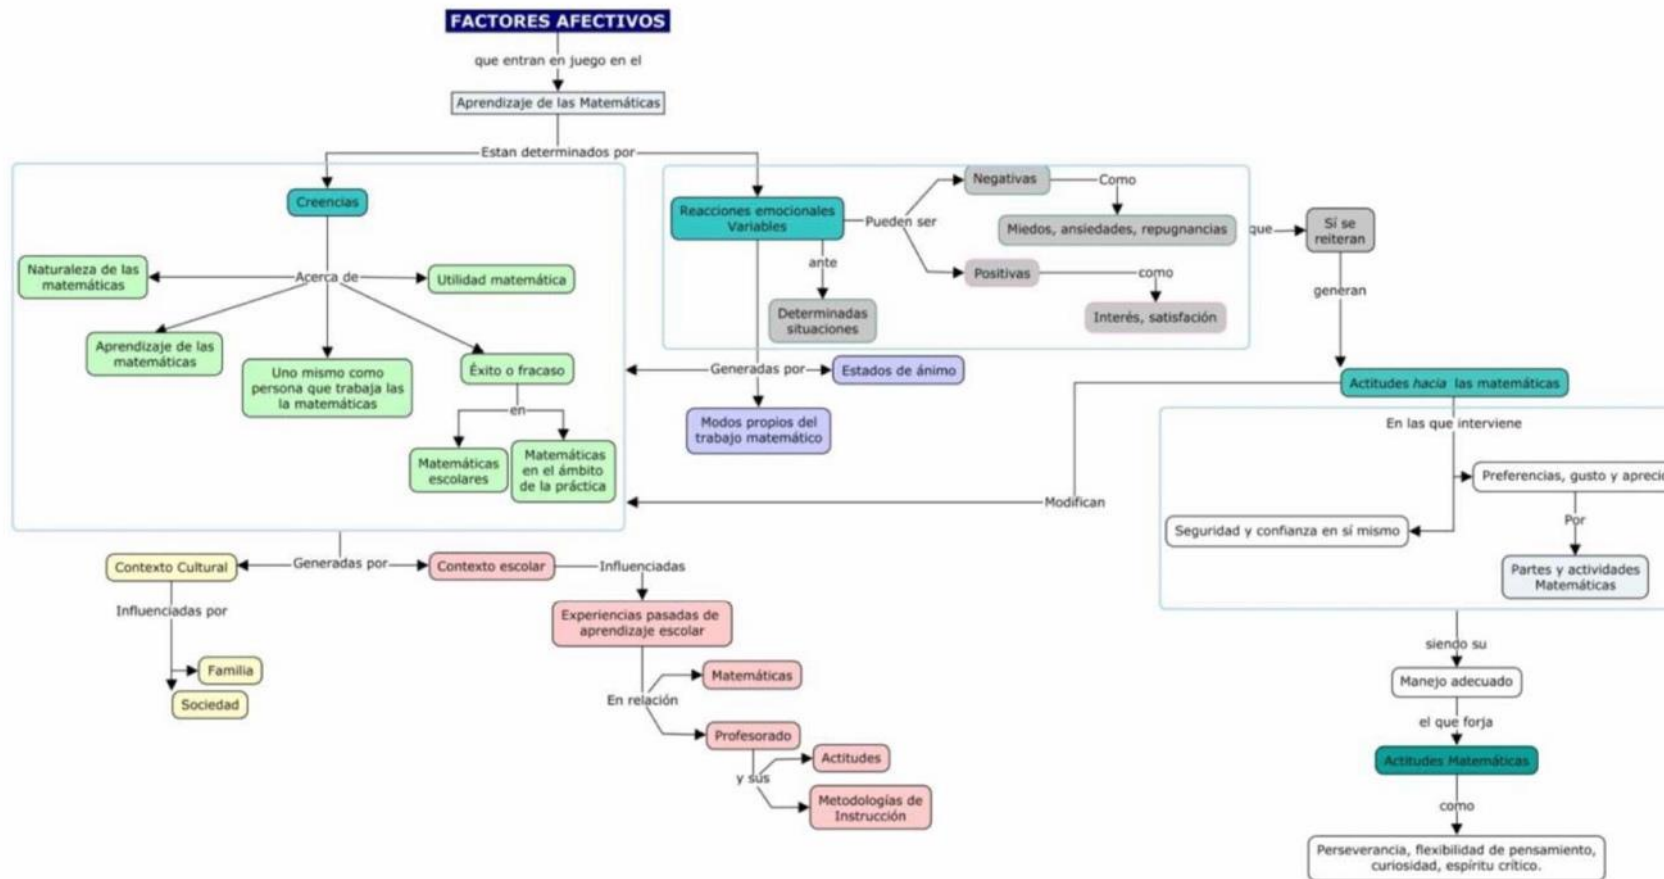 FACTORES AFECTIVOS
que entran en juego en el
Aprendizaje de las Matemáticas
Estan determinados por
Creencias
Acerca de
Naturaleza de las
matemáticas
Utilidad matemática
Aprendizaje de las
matemáticas
Uno mismo como
persona que trabaja las
la matemáticas
Éxito o fracaso
en
Matemáticas
escolares
Matemáticas
en el ámbito
de la práctica
Reacciones emocionales
Variables
Pueden ser
Negativas
Como
Miedos, ansiedades, repugnancias
Positivas
como
Interés, satisfacción
ante
Determinadas
situaciones
Generadas por
Estados de ánimo
Modos propios del
trabajo matemático
que
Sí se
reiteran
generan
Actitudes hacia las matemáticas
Modifican
En las que interviene
Preferencias, gusto y aprecio
Por
Partes y actividades
Matemáticas
Seguridad y confianza en sí mismo
siendo su
Manejo adecuado
el que forja
Actitudes Matemáticas
como
Perseverancia, flexibilidad de pensamiento,
curiosidad, espíritu crítico.
Generadas por
Contexto Cultural
Influenciadas por
Familia
Sociedad
Contexto escolar
Influenciadas
Experiencias pasadas de
aprendizaje escolar
En relación
Matemáticas
Profesorado
y sus
Actitudes
Metodologías de
Instrucción